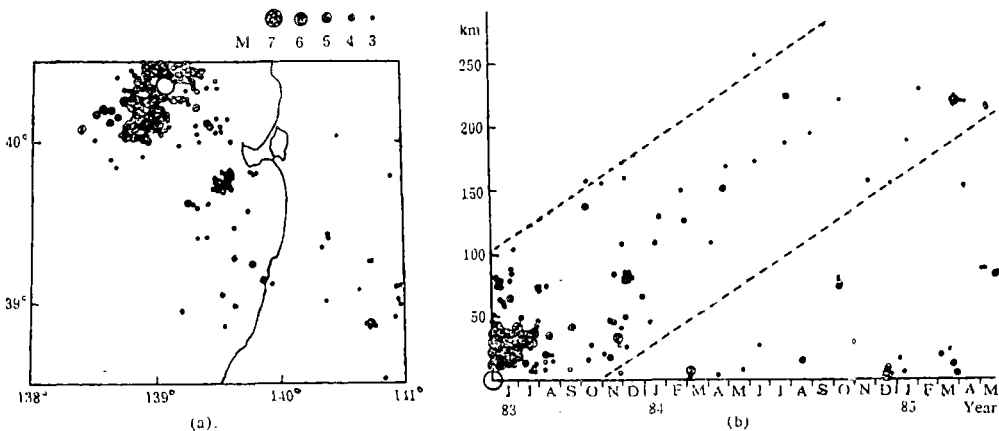 M 7 6 5 4 3
40°
39°
138° 139° 140° 141°
(a).
km
250
200
150
100
50
J J A S O N D J F M A M J J A S O N D J F M A M
83 84 85 Year
(b)